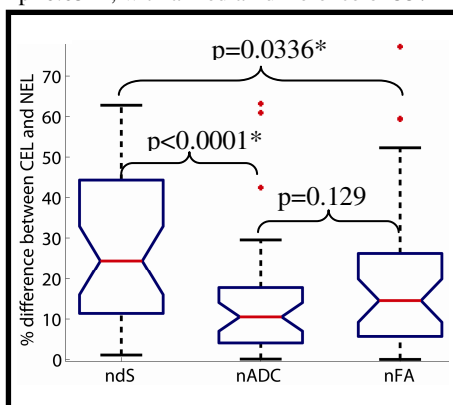 p=0.0336*
p<0.0001*
p=0.129
% difference between CEL and NEL
70
60
50
40
30
20
10
0
ndS nADC nFA